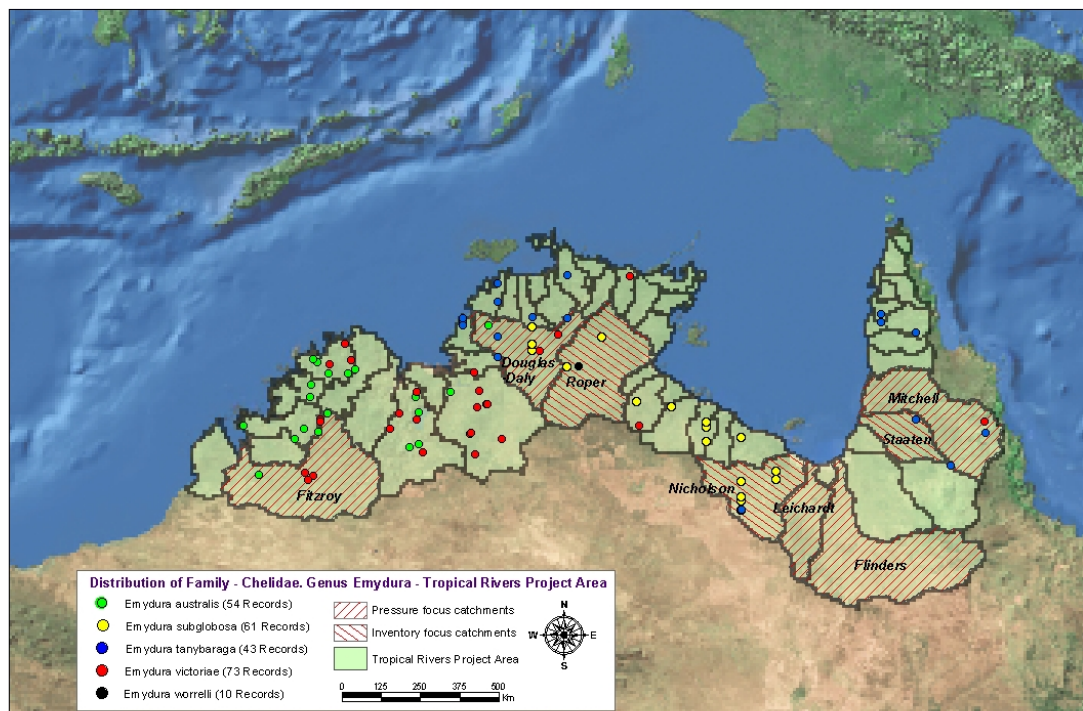 Mitchell
Douglas
Daly
Roper
Staaten
Nicholson
Leichardt
Fitzroy
Flinders
Distribution of Family - Chelidae. Genus Emydura - Tropical Rivers Project Area
Emydura australis (54 Records)
Emydura subglobosa (61 Records)
Emydura tanybaraga (43 Records)
Emydura victoriae (73 Records)
Emydura worrelli (10 Records)
Pressure focus catchments
Inventory focus catchments
Tropical Rivers Project Area
N
W E
S
0 125 250 375 500
Km